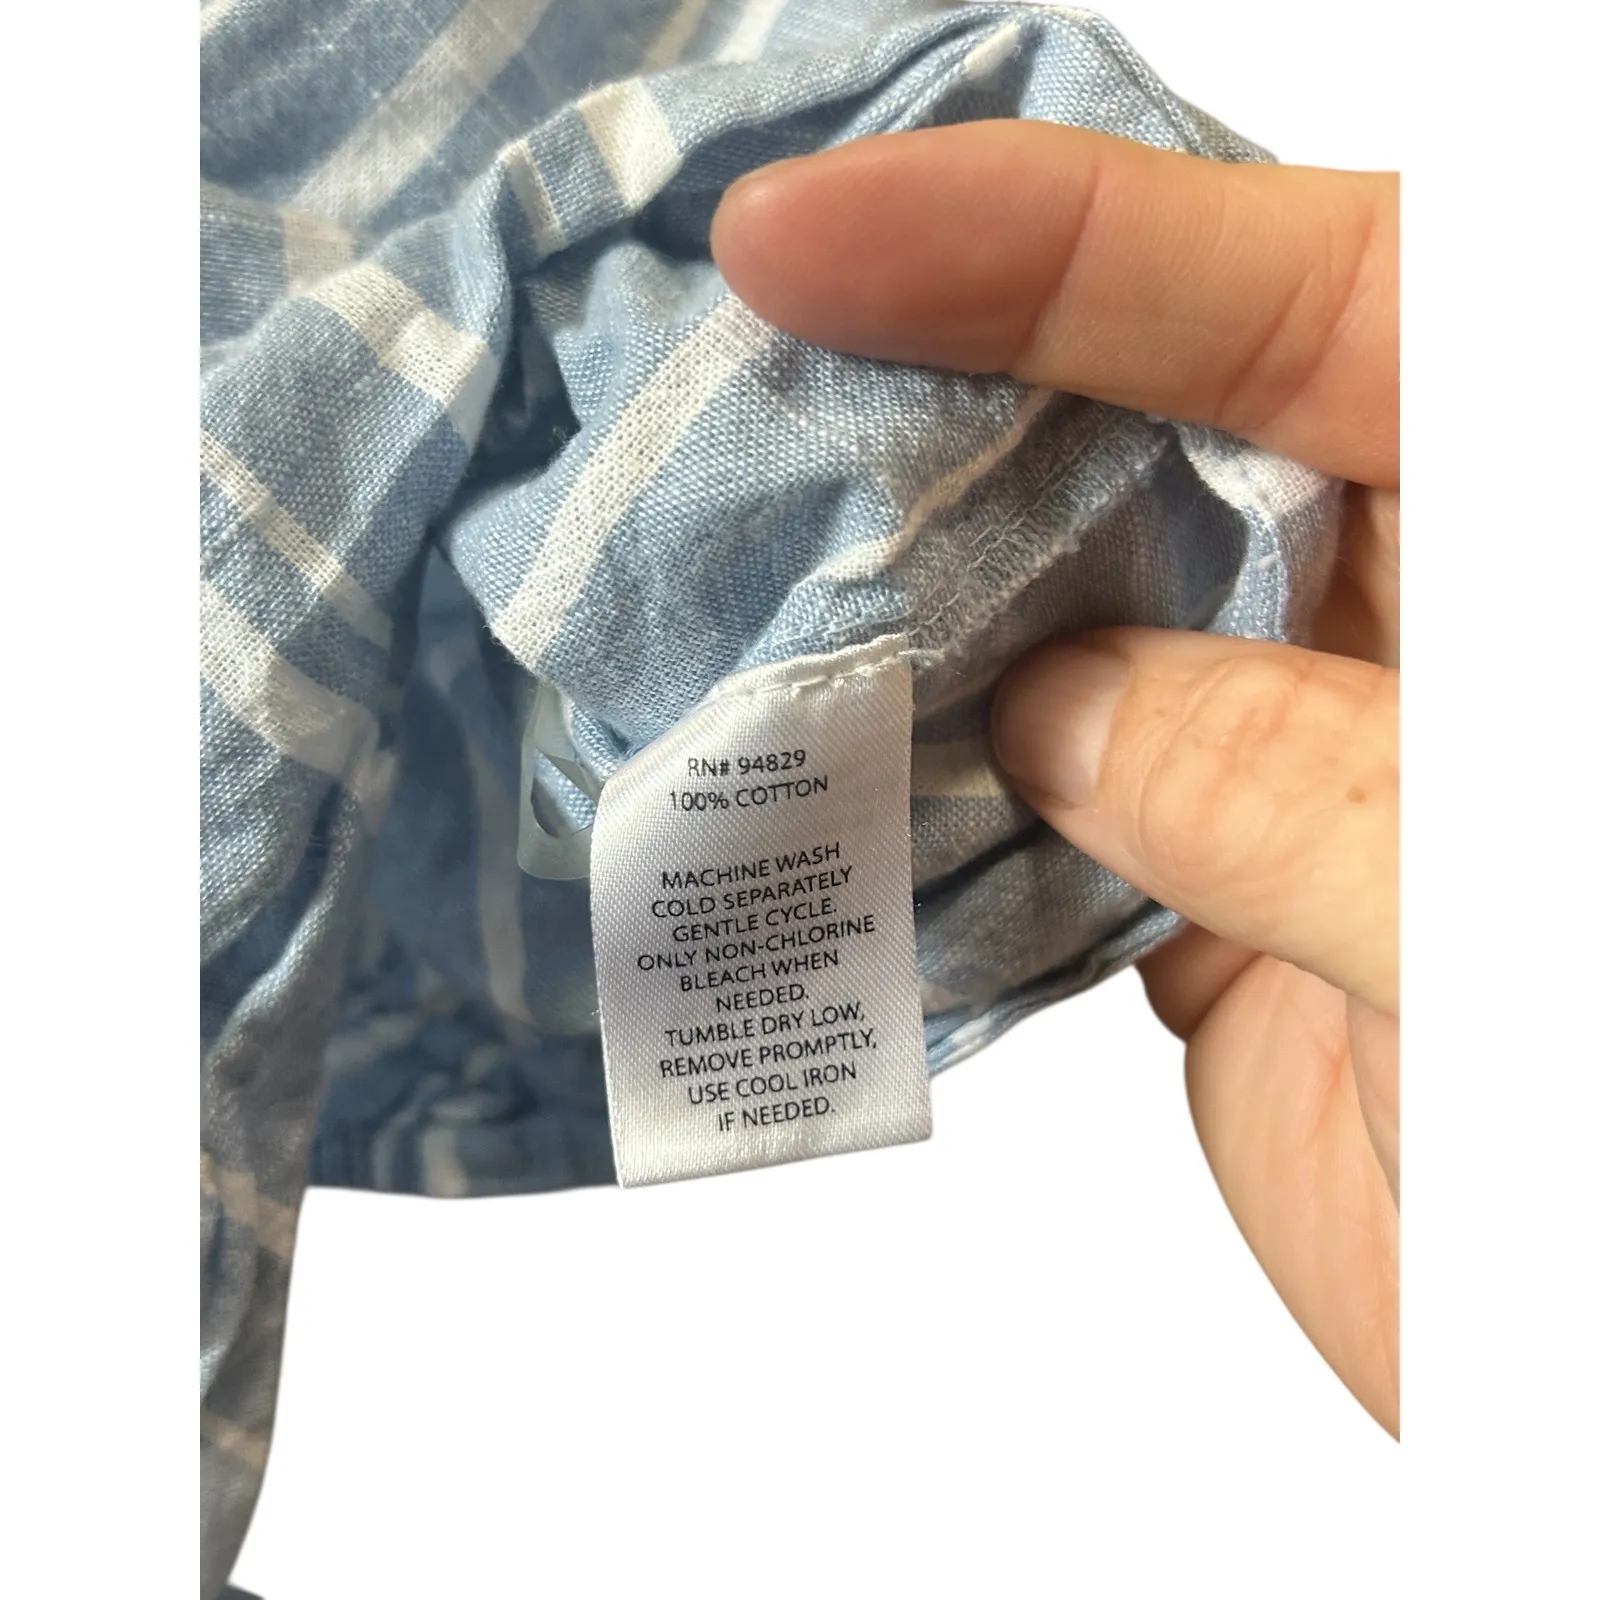 RN# 94829
100% COTTON
MACHINE WASH
COLD SEPARATELY
GENTLE CYCLE.
ONLY NON-CHLORINE
BLEACH WHEN
NEEDED.
TUMBLE DRY LOW,
REMOVE PROMPTLY,
USE COOL IRON
IF NEEDED.